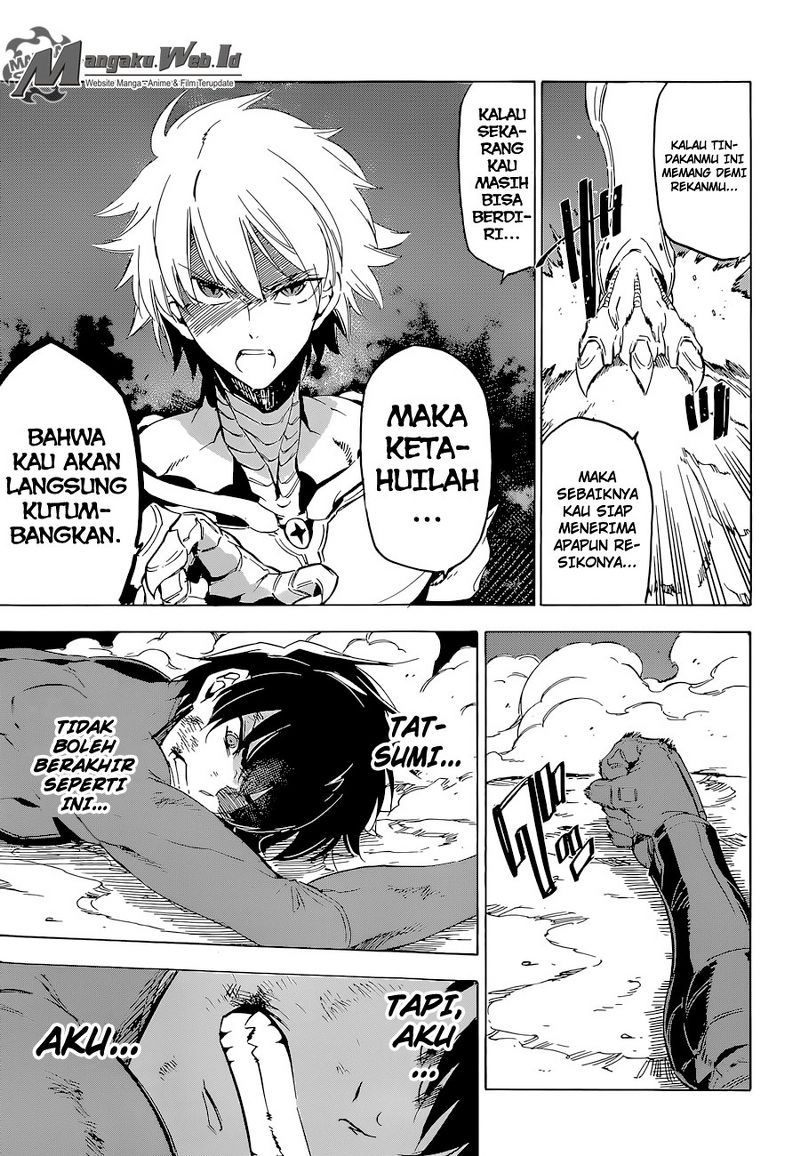 Mangaku.Web.Id
Website Manga-Anime & Film Terupdate
KALAU TIN-
DAKANMU INI
MEMANG DEMI
REKANMU...
MAKA
SEBAIKNYA
KAU SIAP
MENERIMA
APAPUN RE-
SIKONYA...
KALAU
SEKA-
RANG
KAU
MASIH
BISA
BERDI-
RI...
MAKA
KETA-
HUILAH
...
BAHWA
KAU AKAN
LANGSUNG
KUTUM-
BANGKAN.
TAT-
SUMI...
TIDAK
BOLEH
BERAKHIR
SEPERTI
INI...
TAPI,
AKU
...
AKU...